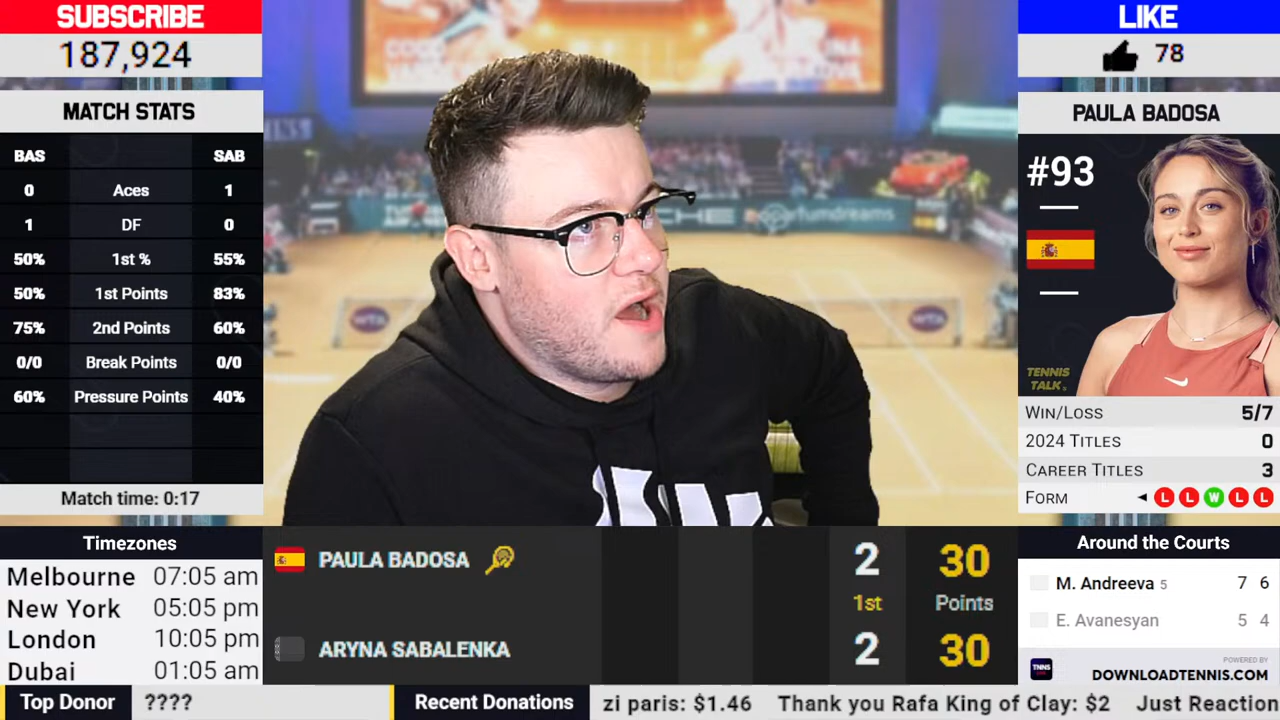 SUBSCRIBE
187,924
MATCH STATS
BAS SAB
0 Aces 1
1 DF 0
50% 1st % 55%
50% 1st Points 83%
75% 2nd Points 60%
0/0 Break Points 0/0
60% Pressure Points 40%
Match time: 0:17
Timezones
Melbourne 07:05 am
New York 05:05 pm
London 10:05 pm
Dubai 01:05 am
LIKE
78
PAULA BADOSA
#93
TENNIS
TALK
WIN/LOSS 5/7
2024 TITLES 0
CAREER TITLES 3
FORM L L W L L
PAULA BADOSA 2 30
1st Points
ARYNA SABALENKA 2 30
Around the Courts
M. Andreeva 5 7 6
E. Avanesyan 5 4
TNNS
POWERED BY
DOWNLOADTENNIS.COM
Top Donor ???? Recent Donations zi paris: $1.46 Thank you Rafa King of Clay: $2 Just Reaction